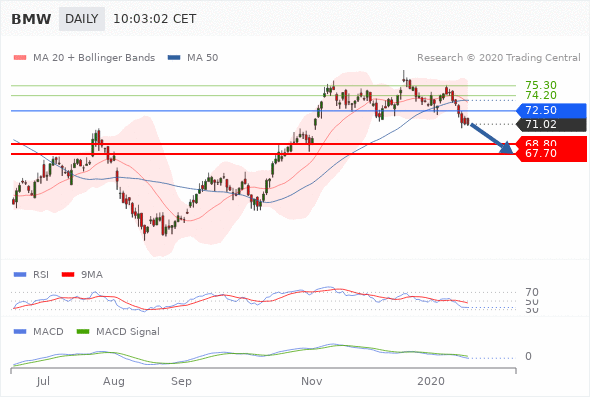 BMW DAILY 10:03:02 CET
MA 20 + Bollinger Bands MA 50 Research © 2020 Trading Central
75.30
74.20
72.50
71.02
68.80
67.70
RSI 9MA
70
50
30
MACD MACD Signal
0
Jul Aug Sep Nov 2020